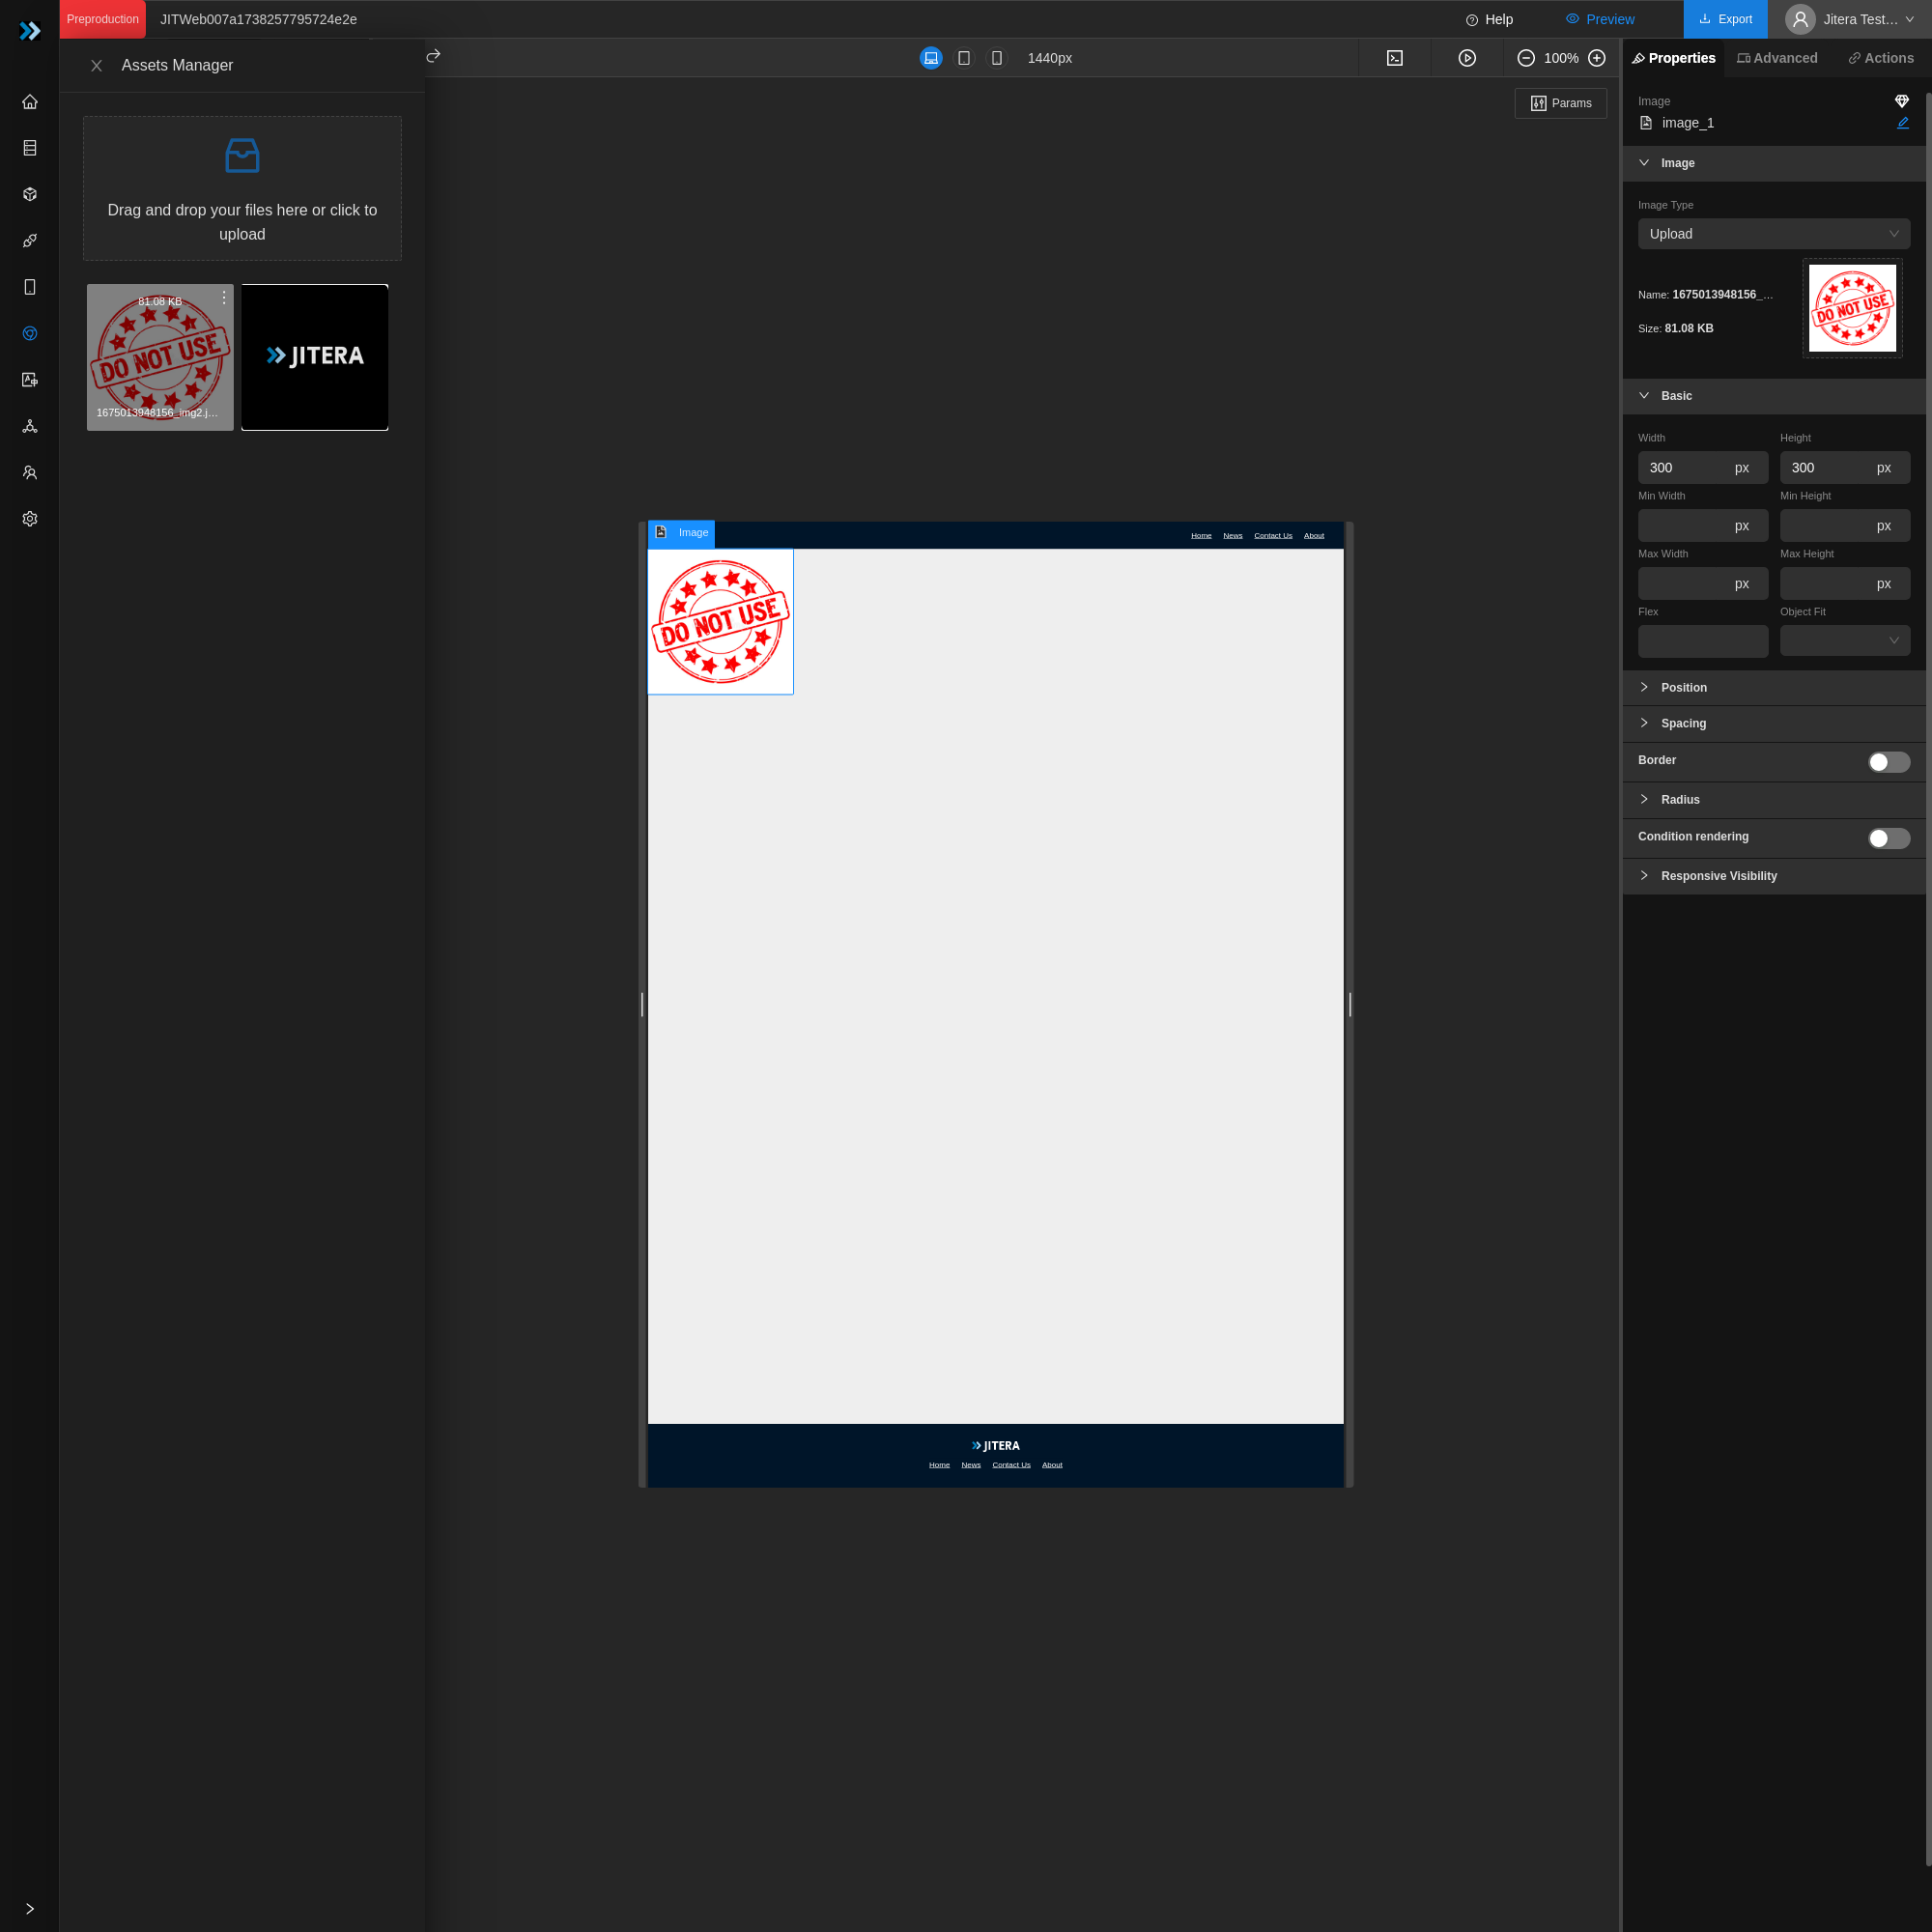 Preproduction
JITWeb007a1738257795724e2e
Help
Preview
Export
Jitera Test…
Assets Manager
1440px
100%
Properties
Advanced
Actions
Params
Drag and drop your files here or click to
upload
81.08 KB
DO NOT USE
1675013948156_img2.j…
JITERA
Image
Home
News
Contact Us
About
DO NOT USE
JITERA
Home
News
Contact Us
About
Image
image_1
Image
Image Type
Upload
Name: 1675013948156_…
Size: 81.08 KB
DO NOT USE
Basic
Width
Height
300 px
300 px
Min Width
Min Height
px
px
Max Width
Max Height
px
px
Flex
Object Fit
Position
Spacing
Border
Radius
Condition rendering
Responsive Visibility